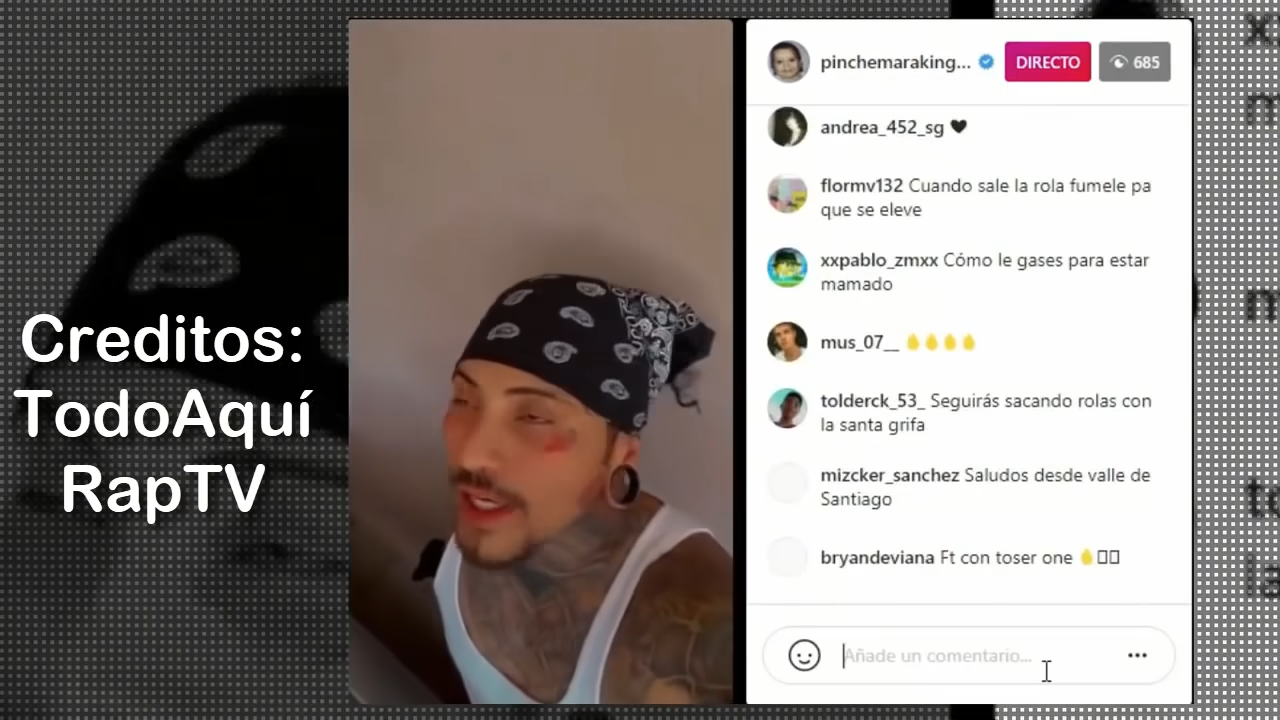 Creditos:
TodoAquí
RapTV
pinchemaraking...
DIRECTO
685
andrea_452_sg 🖤
flormv132 Cuando sale la rola fumele pa
que se eleve
xxpablo_zmxx Cómo le gases para estar
mamado
mus_07__
tolderck_53_ Seguirás sacando rolas con
la santa grifa
mizcker_sanchez Saludos desde valle de
Santiago
bryandeviana Ft con toser one
Añade un comentario...